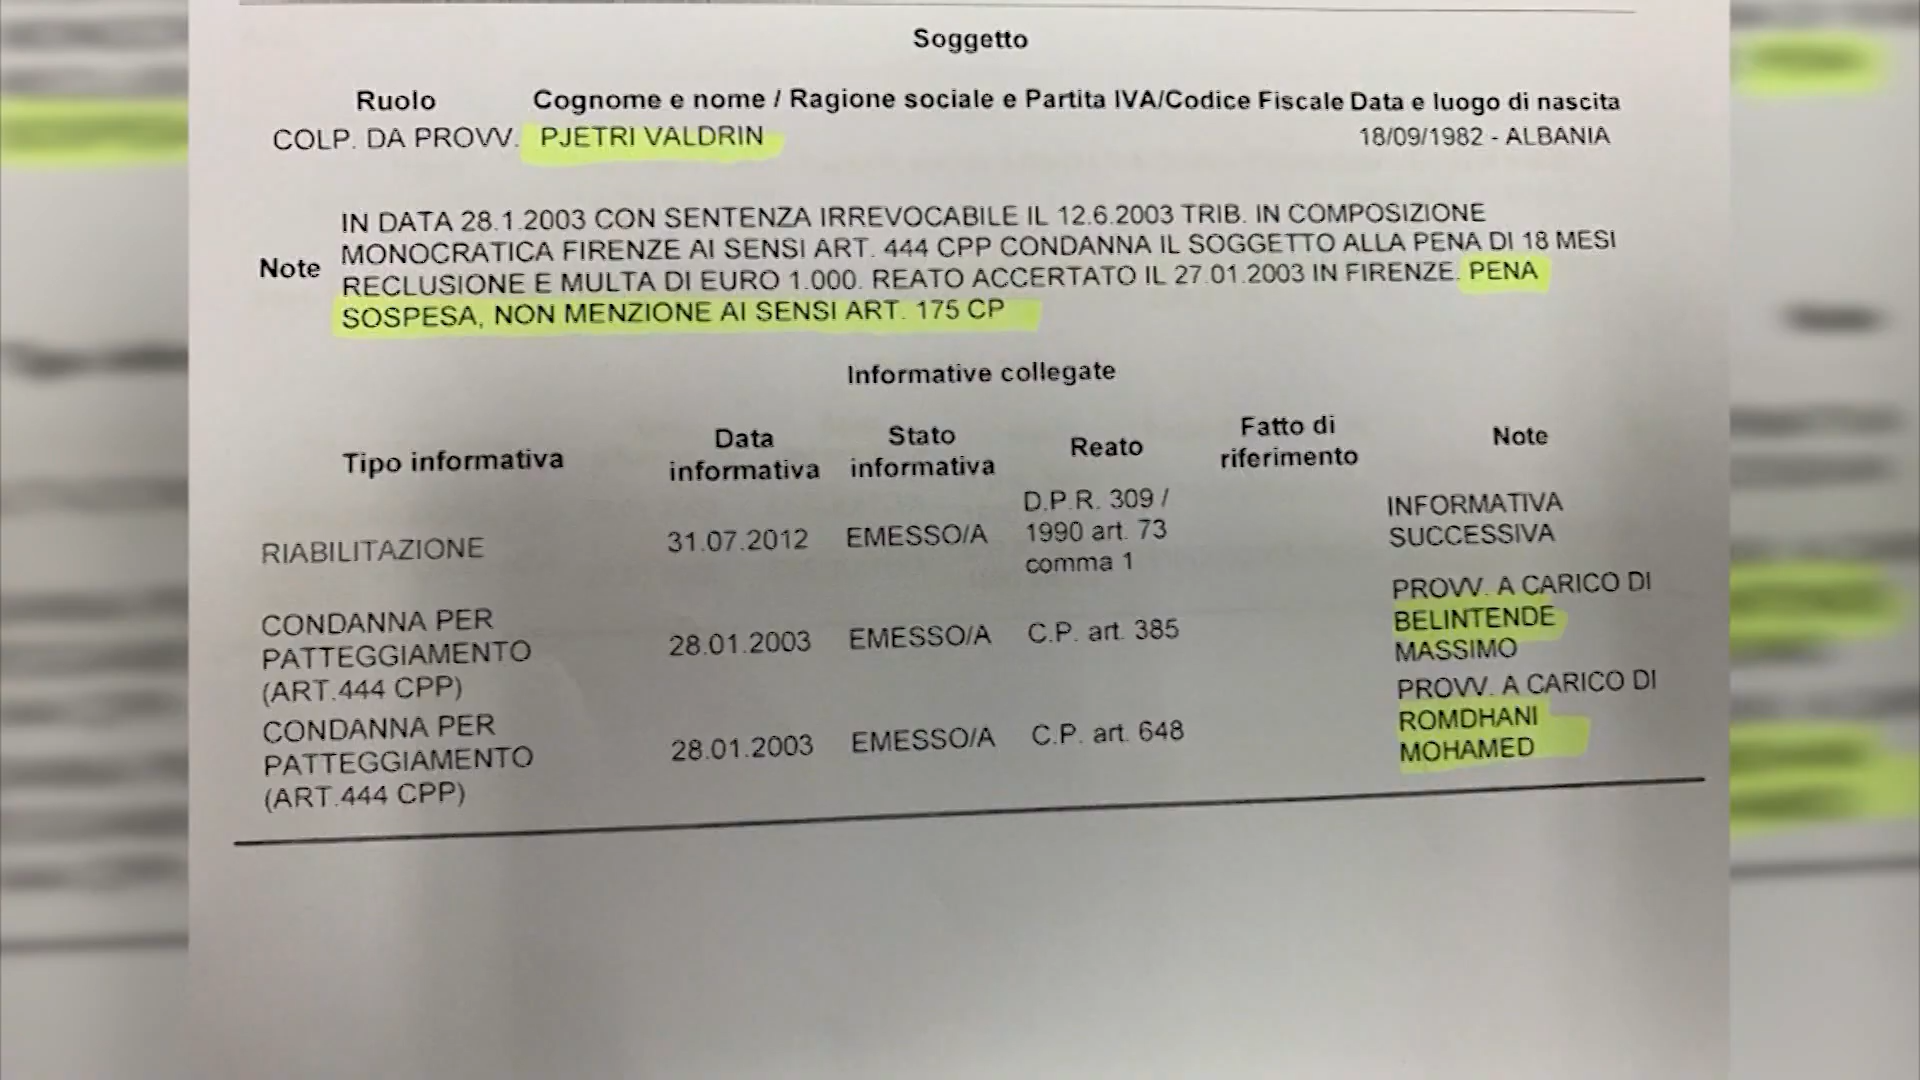 Soggetto
Ruolo Cognome e nome / Ragione sociale e Partita IVA/Codice Fiscale Data e luogo di nascita
COLP. DA PROVV. PJETRI VALDRIN 18/09/1982 - ALBANIA
IN DATA 28.1.2003 CON SENTENZA IRREVOCABILE IL 12.6.2003 TRIB. IN COMPOSIZIONE
MONOCRATICA FIRENZE AI SENSI ART. 444 CPP CONDANNA IL SOGGETTO ALLA PENA DI 18 MESI
Note
RECLUSIONE E MULTA DI EURO 1.000. REATO ACCERTATO IL 27.01.2003 IN FIRENZE. PENA
SOSPESA, NON MENZIONE AI SENSI ART. 175 CP
Informative collegate
Tipo informativa
Data
informativa
Stato
informativa
Reato
Fatto di
riferimento
Note
RIABILITAZIONE
31.07.2012
EMESSO/A
D.P.R. 309 /
1990 art. 73
comma 1
INFORMATIVA
SUCCESSIVA
CONDANNA PER
PATTEGGIAMENTO
(ART.444 CPP)
28.01.2003
EMESSO/A
C.P. art. 385
PROVV. A CARICO DI
BELINTENDE
MASSIMO
CONDANNA PER
PATTEGGIAMENTO
(ART.444 CPP)
28.01.2003
EMESSO/A
C.P. art. 648
PROVV. A CARICO DI
ROMDHANI
MOHAMED